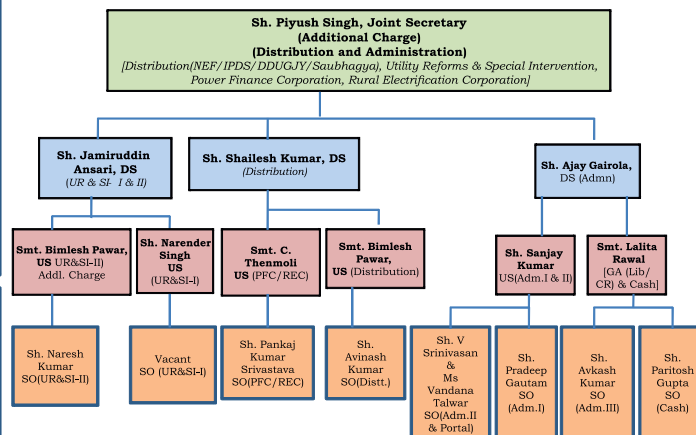 Sh. Piyush Singh, Joint Secretary
(Additional Charge)
(Distribution and Administration)
[Distribution(NEF/IPDS/DDUGJY/Saubhagya), Utility Reforms & Special Intervention,
Power Finance Corporation, Rural Electrification Corporation]
Sh. Jamiruddin
Ansari, DS
(UR & SI- I & II)
Sh. Shailesh Kumar, DS
(Distribution)
Sh. Ajay Gairola,
DS (Admn)
Smt. Bimlesh Pawar,
US UR&SI-II)
Addl. Charge
Sh. Narender
Singh
US
(UR&SI-I)
Smt. C.
Thenmoli
US (PFC/REC)
Smt. Bimlesh
Pawar,
US (Distribution)
Sh. Sanjay
Kumar
US(Adm.I & II)
Smt. Lalita
Rawal
[GA (Lib/
CR) & Cash]
Sh. Naresh
Kumar
SO(UR&SI-II)
Vacant
SO (UR&SI-I)
Sh. Pankaj
Kumar
Srivastava
SO(PFC/REC)
Sh.
Avinash
Kumar
SO(Distt.)
Sh. V
Srinivasan
&
Ms
Vandana
Talwar
SO(Adm.II
& Portal)
Sh.
Pradeep
Gautam
SO
(Adm.I)
Sh.
Avkash
Kumar
SO
(Adm.III)
Sh.
Paritosh
Gupta
SO
(Cash)